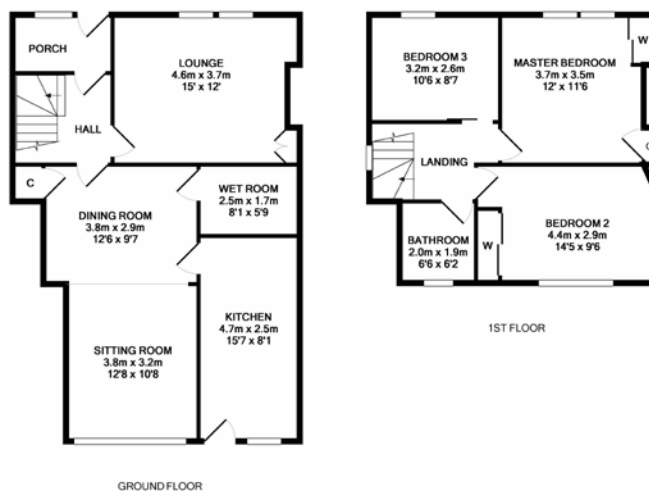 PORCH
LOUNGE
4.6m x 3.7m
15' x 12'
HALL
C
WET ROOM
2.5m x 1.7m
8'1 x 5'9
DINING ROOM
3.8m x 2.9m
12'6 x 9'7
KITCHEN
4.7m x 2.5m
15'7 x 8'1
SITTING ROOM
3.8m x 3.2m
12'8 x 10'8
GROUND FLOOR
BEDROOM 3
3.2m x 2.6m
10'6 x 8'7
MASTER BEDROOM
3.7m x 3.5m
12' x 11'6
W
LANDING
C
BATHROOM
2.0m x 1.9m
6'6 x 6'2
W
BEDROOM 2
4.4m x 2.9m
14'5 x 9'6
1ST FLOOR